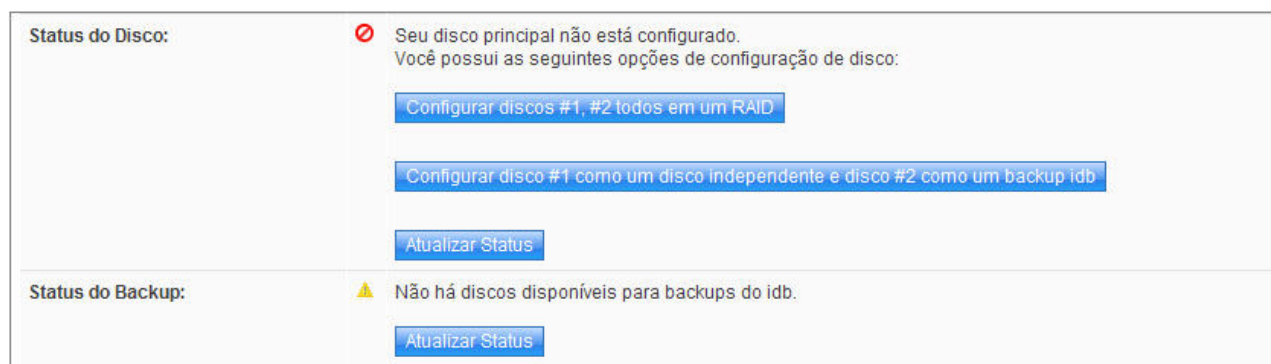 Status do Disco:
Seu disco principal não está configurado.
Você possui as seguintes opções de configuração de disco:
Configurar discos #1, #2 todos em um RAID
Configurar disco #1 como um disco independente e disco #2 como um backup idb
Atualizar Status
Status do Backup:
Não há discos disponíveis para backups do idb.
Atualizar Status